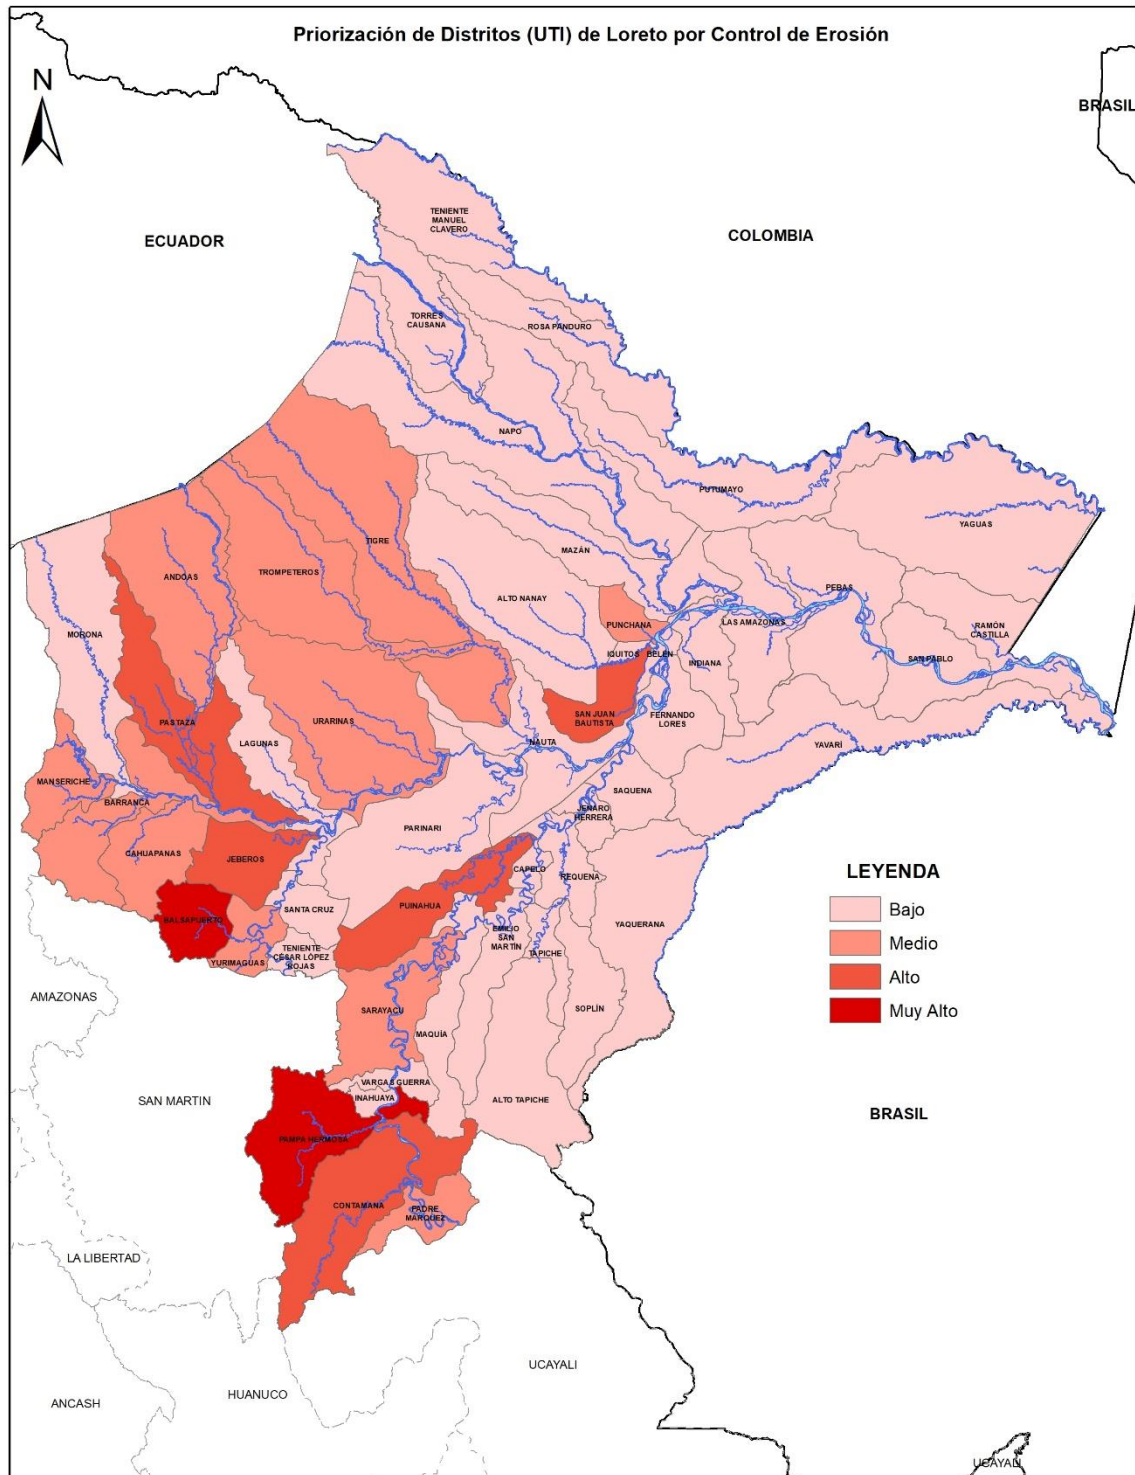 Priorización de Distritos (UTI) de Loreto por Control de Erosión
N
BRASIL
ECUADOR
COLOMBIA
TENIENTE
MANUEL
CLAVERO
TORRES
CAUSANA
ROSA PANDURO
NAPO
PUTUMAYO
YAGUAS
TIGRE
MAZÁN
ANDOAS
TROMPETEROS
ALTO NANAY
PEBAS
PUNCHANA
LAS AMAZONAS
RAMÓN
CASTILLA
MORONA
IQUITOS
BELÉN
INDIANA
SAN PABLO
PASTAZA
URARINAS
SAN JUAN
BAUTISTA
FERNANDO
LORES
LAGUNAS
NAUTA
YAVARÍ
MANSERICHE
BARRANCA
SAQUENA
JENARO
HERRERA
PARINARI
CAHUAPANAS
JEBEROS
CAPELO
REQUENA
PUINAHUA
SANTA CRUZ
BALSAPUERTO
YAQUERANA
EMILIO
SAN
MARTÍN
TAPICHE
TENIENTE
CÉSAR LÓPEZ
ROJAS
YURIMAGUAS
SARAYACU
SOPLÍN
MAQUÍA
VARGAS GUERRA
INAHUAYA
ALTO TAPICHE
PAMPA HERMOSA
CONTAMANA
PADRE
MÁRQUEZ
LEYENDA
Bajo
Medio
Alto
Muy Alto
AMAZONAS
SAN MARTIN
BRASIL
LA LIBERTAD
UCAYALI
HUANUCO
ANCASH
UCAYALI